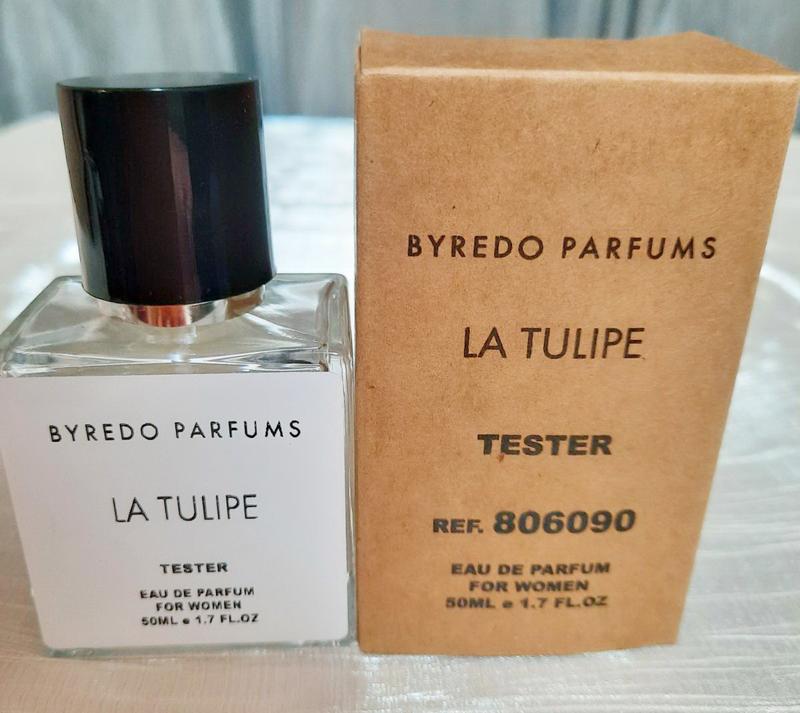 BYREDO PARFUMS
LA TULIPE
TESTER
EAU DE PARFUM
FOR WOMEN
50ML e 1.7 FL.OZ
BYREDO PARFUMS
LA TULIPE
TESTER
REF. 806090
EAU DE PARFUM
FOR WOMEN
50ML e 1.7 FL.OZ